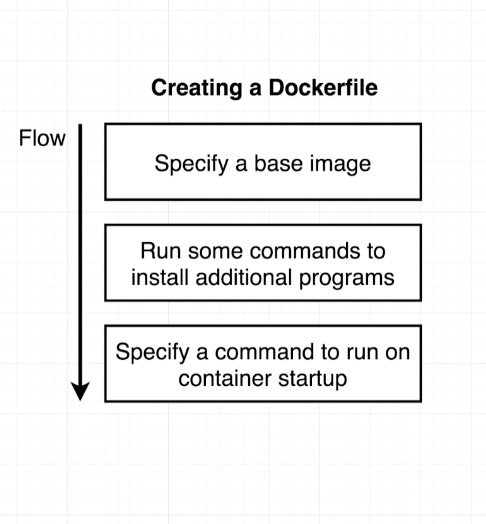 Creating a Dockerfile
Flow
Specify a base image
Run some commands to
install additional programs
Specify a command to run on
container startup